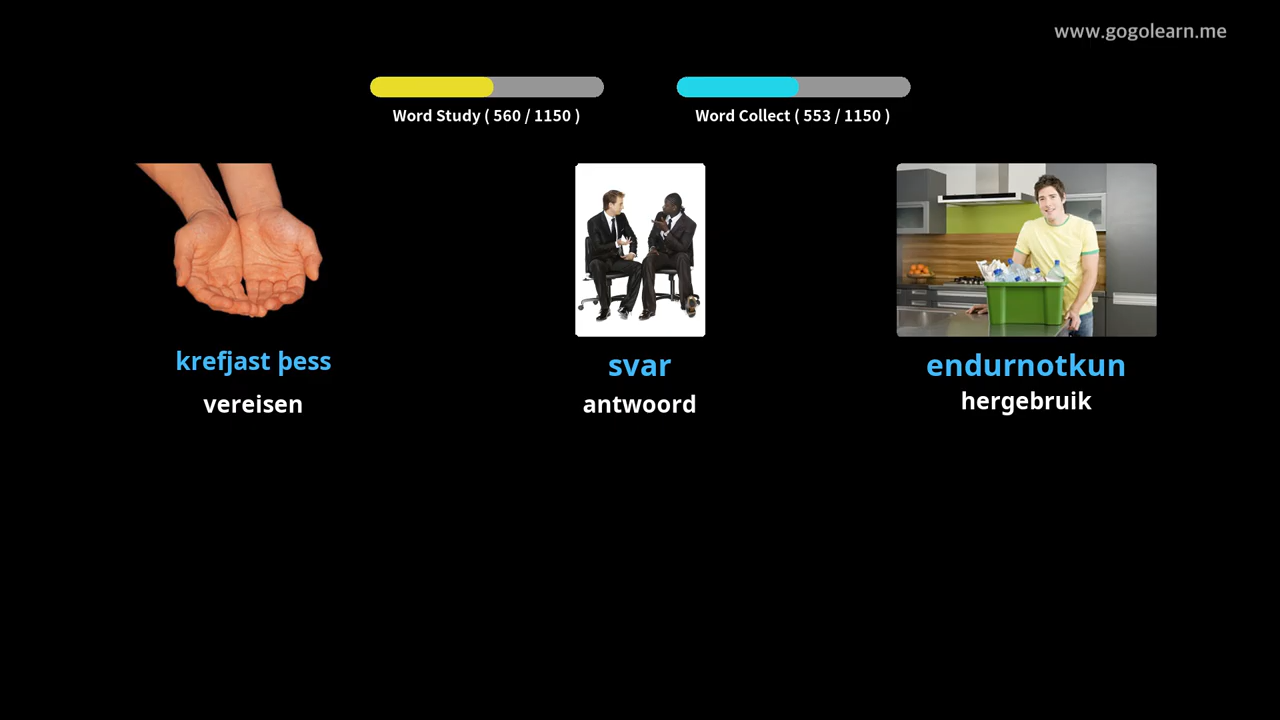 www.gogolearn.me
Word Study ( 560 / 1150 )
Word Collect ( 553 / 1150 )
krefjast þess
svar
endurnotkun
vereisen
antwoord
hergebruik